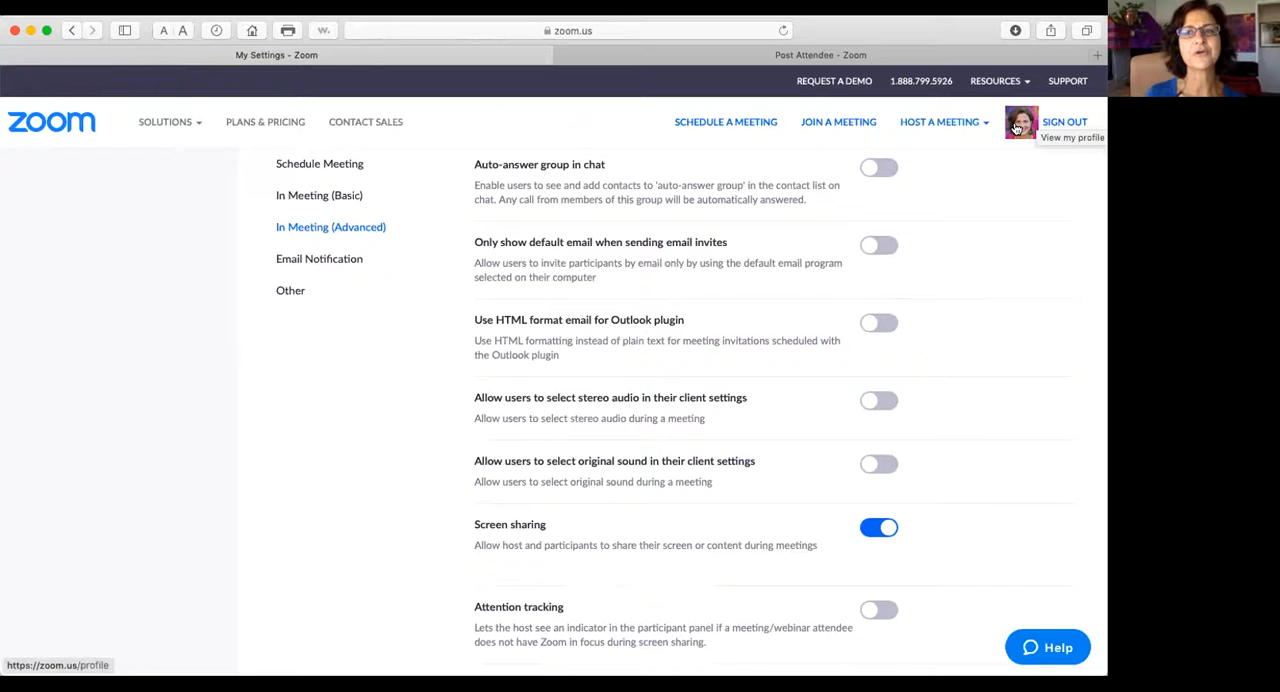 A A
W.
zoom.us
My Settings - Zoom
Post Attendee - Zoom
REQUEST A DEMO 1.888.799.5926 RESOURCES SUPPORT
zoom SOLUTIONS PLANS & PRICING CONTACT SALES SCHEDULE A MEETING JOIN A MEETING HOST A MEETING SIGN OUT
View my profile
Schedule Meeting
In Meeting (Basic)
In Meeting (Advanced)
Email Notification
Other
Auto-answer group in chat
Enable users to see and add contacts to 'auto-answer group' in the contact list on
chat. Any call from members of this group will be automatically answered.
Only show default email when sending email invites
Allow users to invite participants by email only by using the default email program
selected on their computer
Use HTML format email for Outlook plugin
Use HTML formatting instead of plain text for meeting invitations scheduled with
the Outlook plugin
Allow users to select stereo audio in their client settings
Allow users to select stereo audio during a meeting
Allow users to select original sound in their client settings
Allow users to select original sound during a meeting
Screen sharing
Allow host and participants to share their screen or content during meetings
Attention tracking
Lets the host see an indicator in the participant panel if a meeting/webinar attendee
does not have Zoom in focus during screen sharing.
Help
https://zoom.us/profile